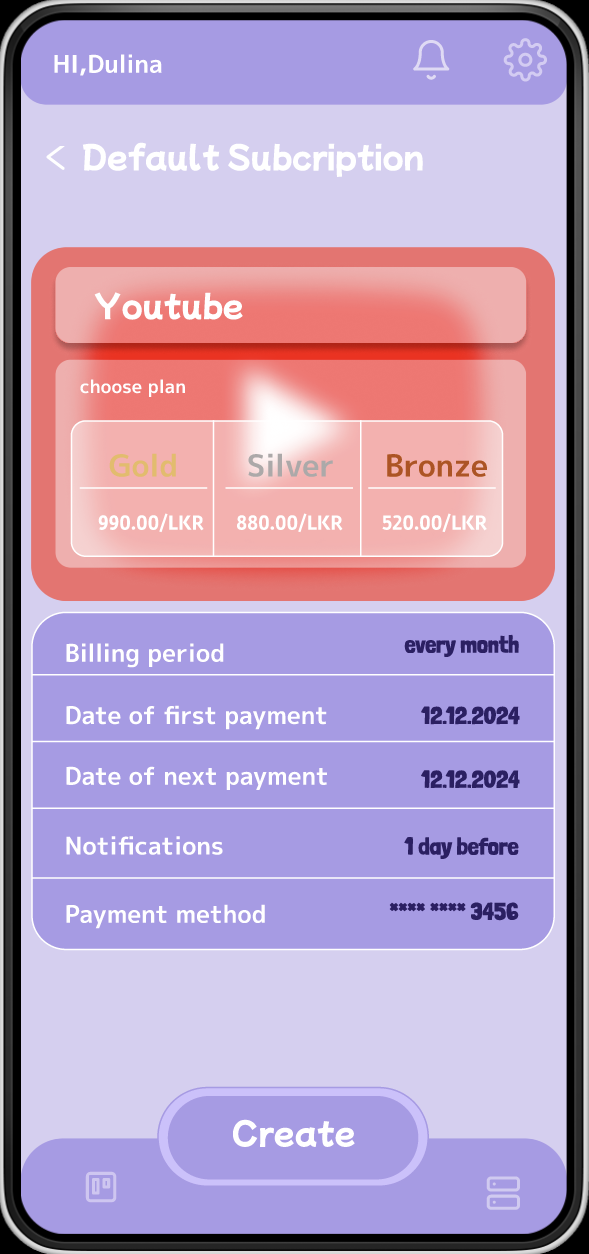 HI,Dulina
< Default Subcription
Youtube
choose plan
Gold Silver Bronze
990.00/LKR 880.00/LKR 520.00/LKR
Billing period every month
Date of first payment 12.12.2024
Date of next payment 12.12.2024
Notifications 1 day before
Payment method **** **** 3456
Create